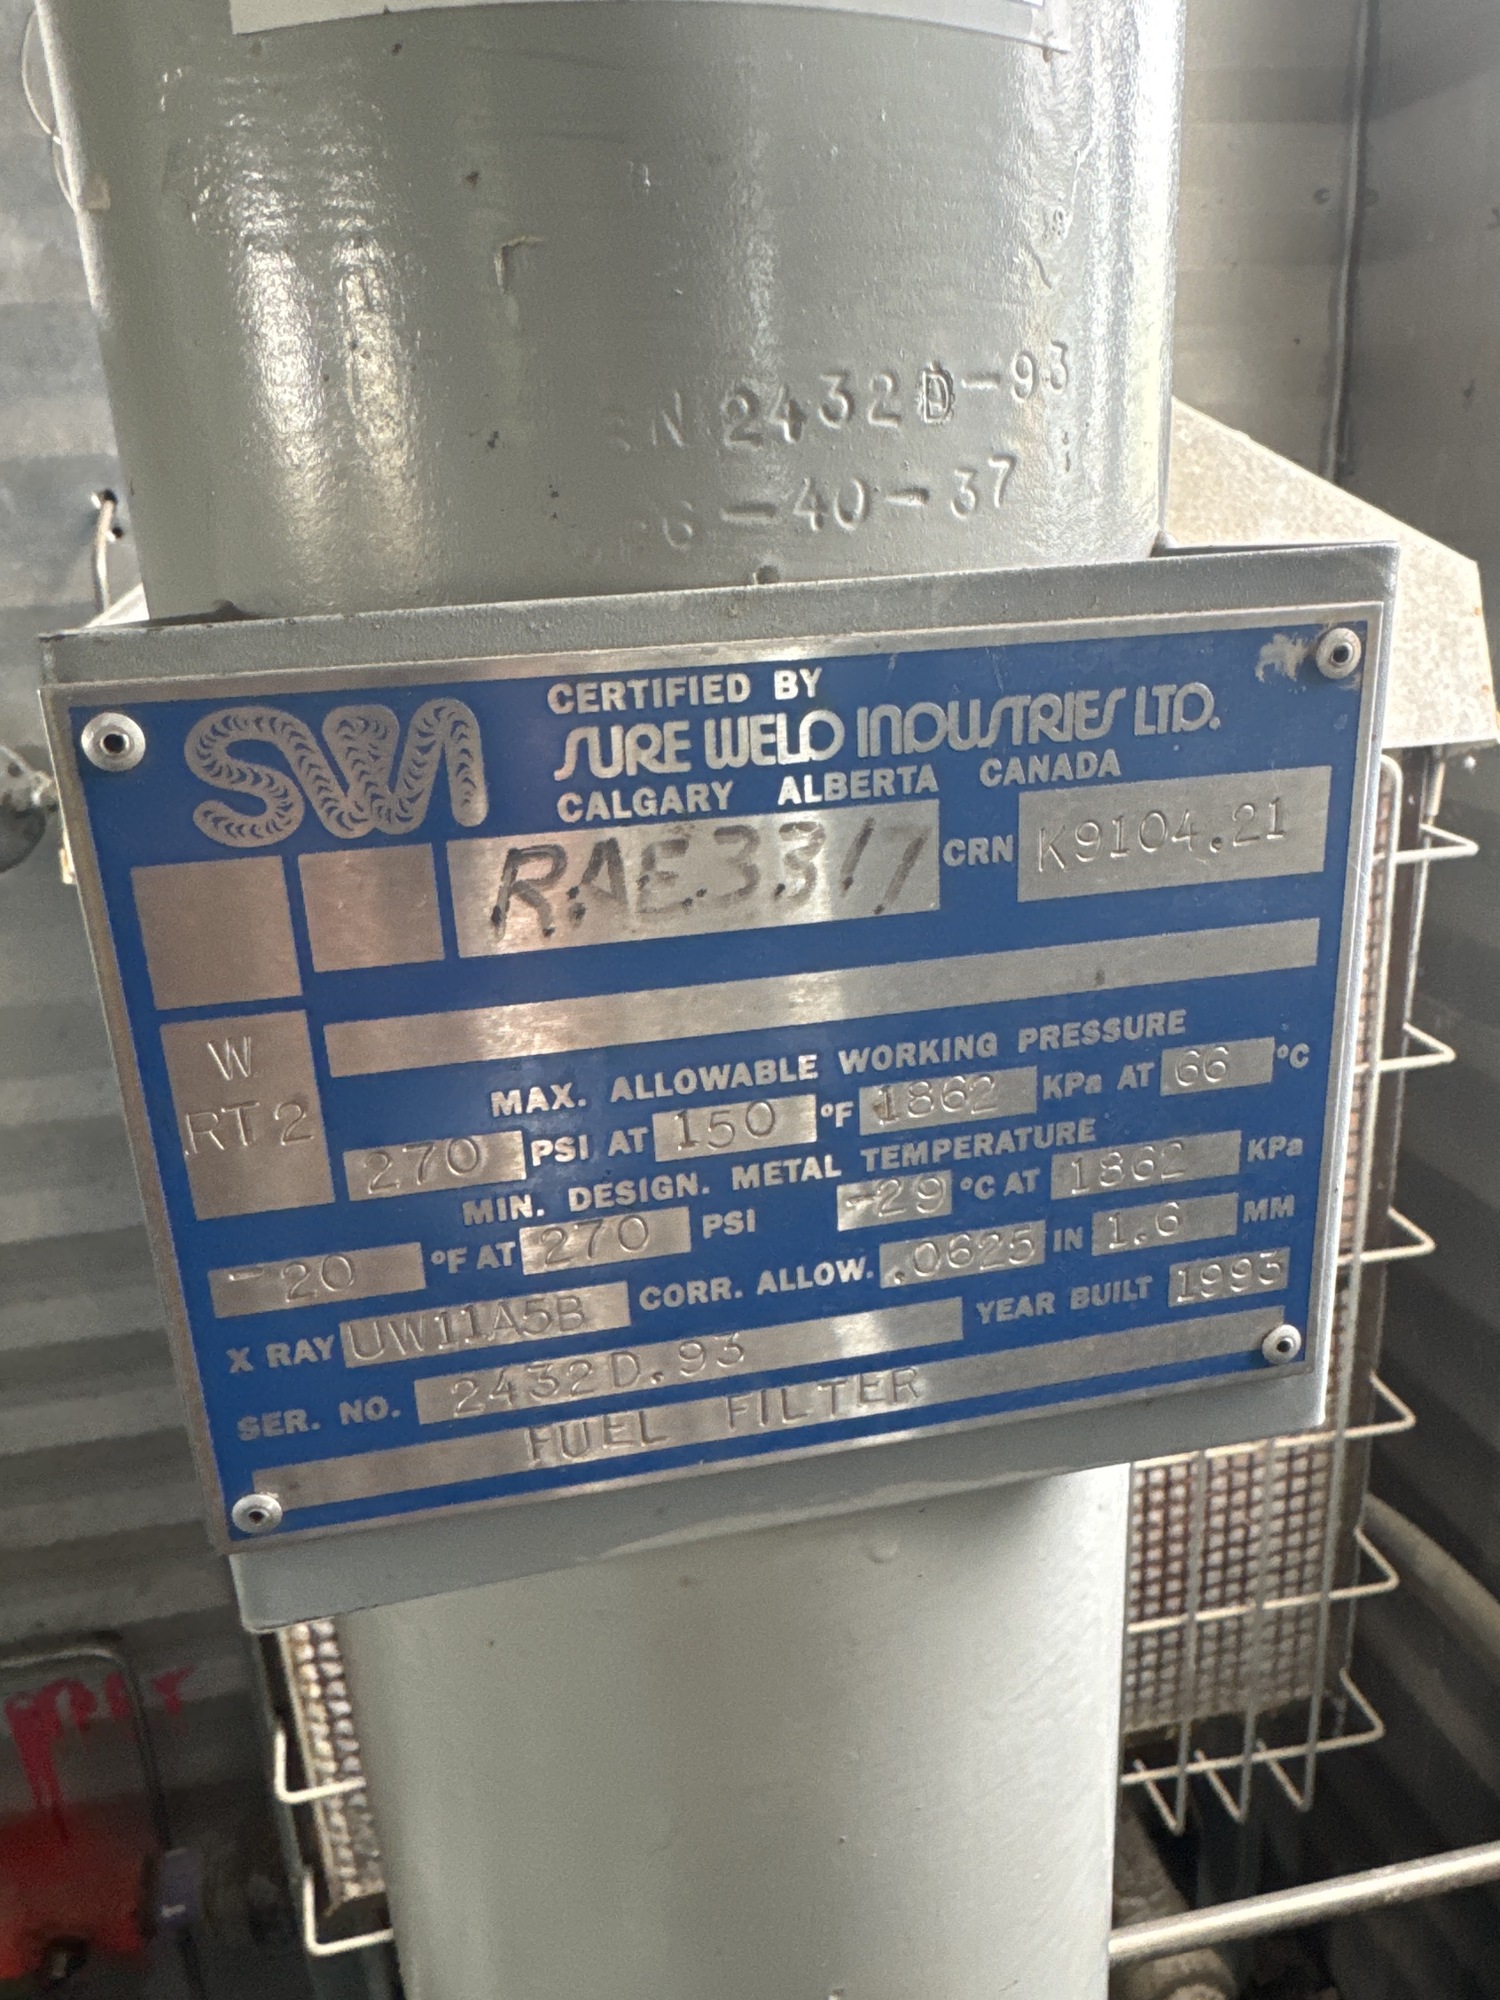 SN 2432D-93
-40-37
SWI
CERTIFIED BY
SURE WELD INDUSTRIES LTD.
CALGARY ALBERTA CANADA
RAE3317 CRN K9104.21
W
RT2
MAX. ALLOWABLE WORKING PRESSURE
270 PSI AT 150 °F 1862 KPa AT 66 °C
MIN. DESIGN. METAL TEMPERATURE
-20 °F AT 270 PSI -29 °C AT 1862 KPa
X RAY UW11A5B CORR. ALLOW. .0625 IN 1.6 MM
SER. NO. 2432D.93 YEAR BUILT 1993
FUEL FILTER